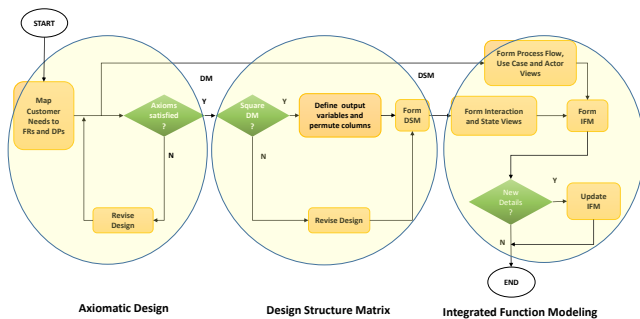 START
Map
Customer
Needs to
FRs and DPs
Axioms
satisfied
?
Y
N
Revise
Design
DM
Square
DM
?
Y
N
Define output
variables and
permute columns
Form
DSM
Revise Design
DSM
Form Process Flow,
Use Case and Actor
Views
Form Interaction
and State Views
Form
IFM
New
Details
?
Y
N
Update
IFM
END
Axiomatic Design
Design Structure Matrix
Integrated Function Modeling